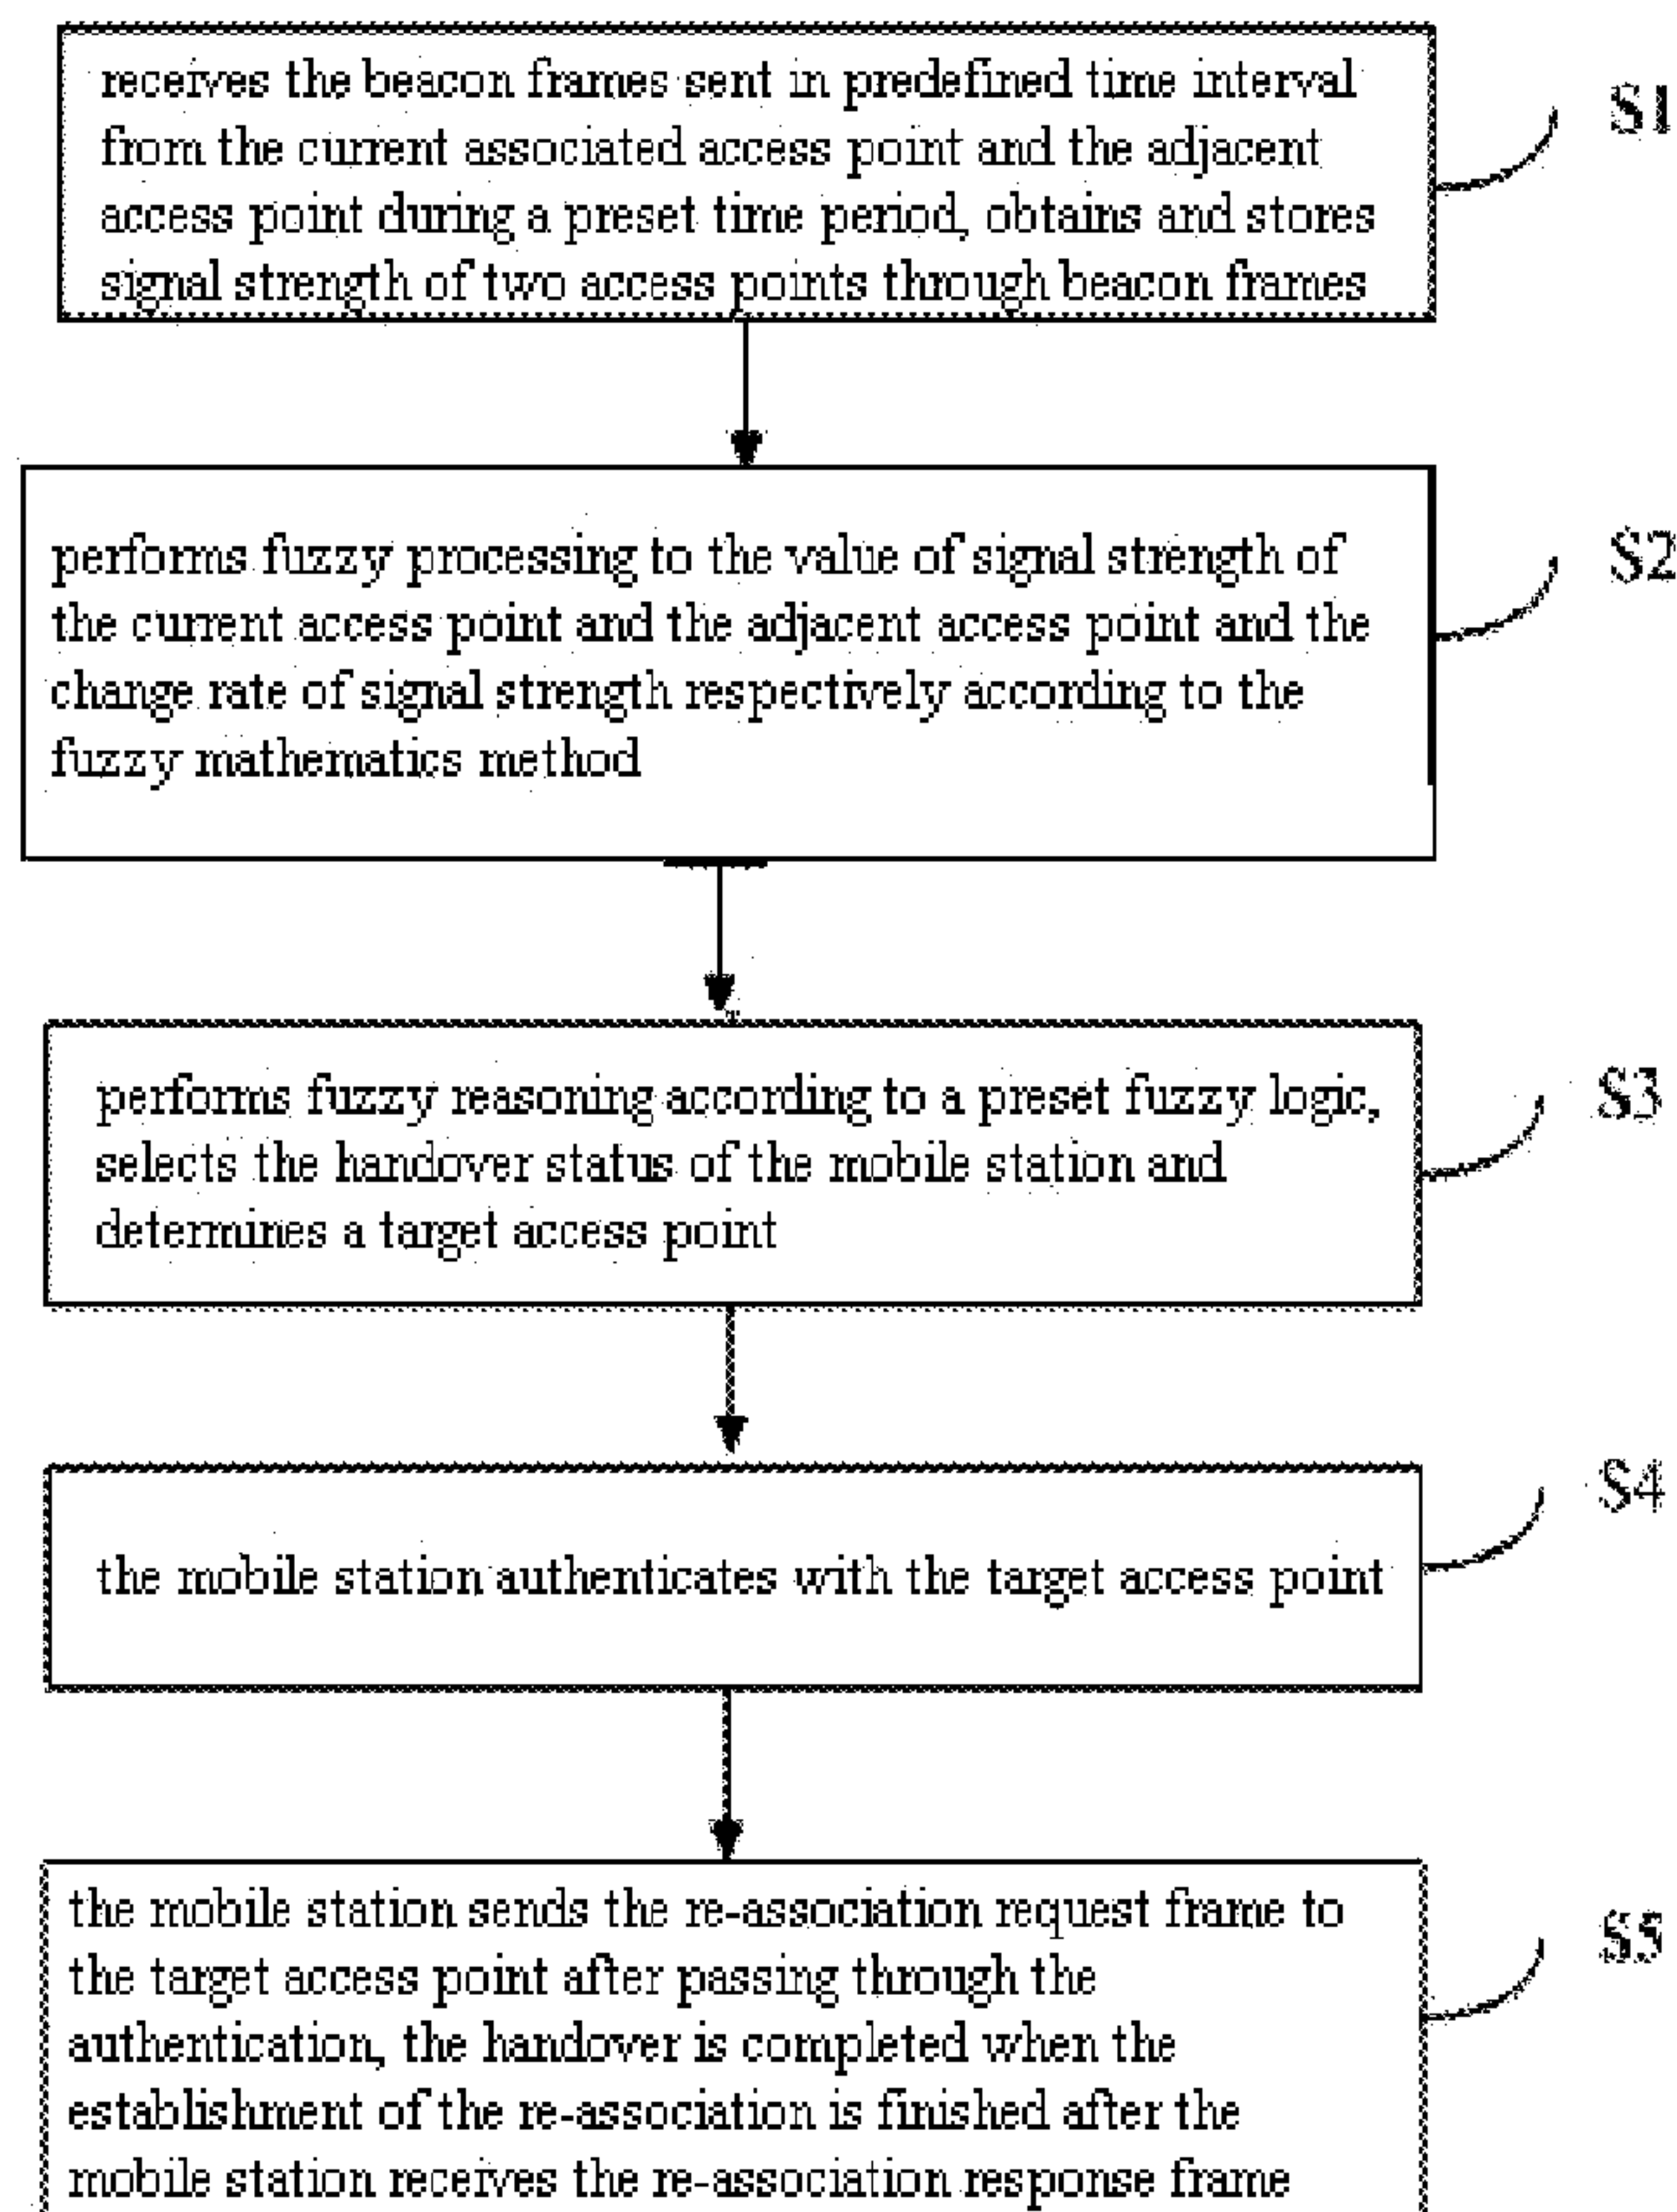 receives the beacon frames sent in predefined time interval
from the current associated access point and the adjacent
access point during a preset time period, obtains and stores
signal strength of two access points through beacon frames
S1
performs fuzzy processing to the value of signal strength of
the current access point and the adjacent access point and the
change rate of signal strength respectively according to the
fuzzy mathematics method
S2
performs fuzzy reasoning according to a preset fuzzy logic,
selects the handover status of the mobile station and
determines a target access point
S3
the mobile station authenticates with the target access point
S4
the mobile station sends the re-association request frame to
the target access point after passing through the
authentication, the handover is completed when the
establishment of the re-association is finished after the
mobile station receives the re-association response frame
S5